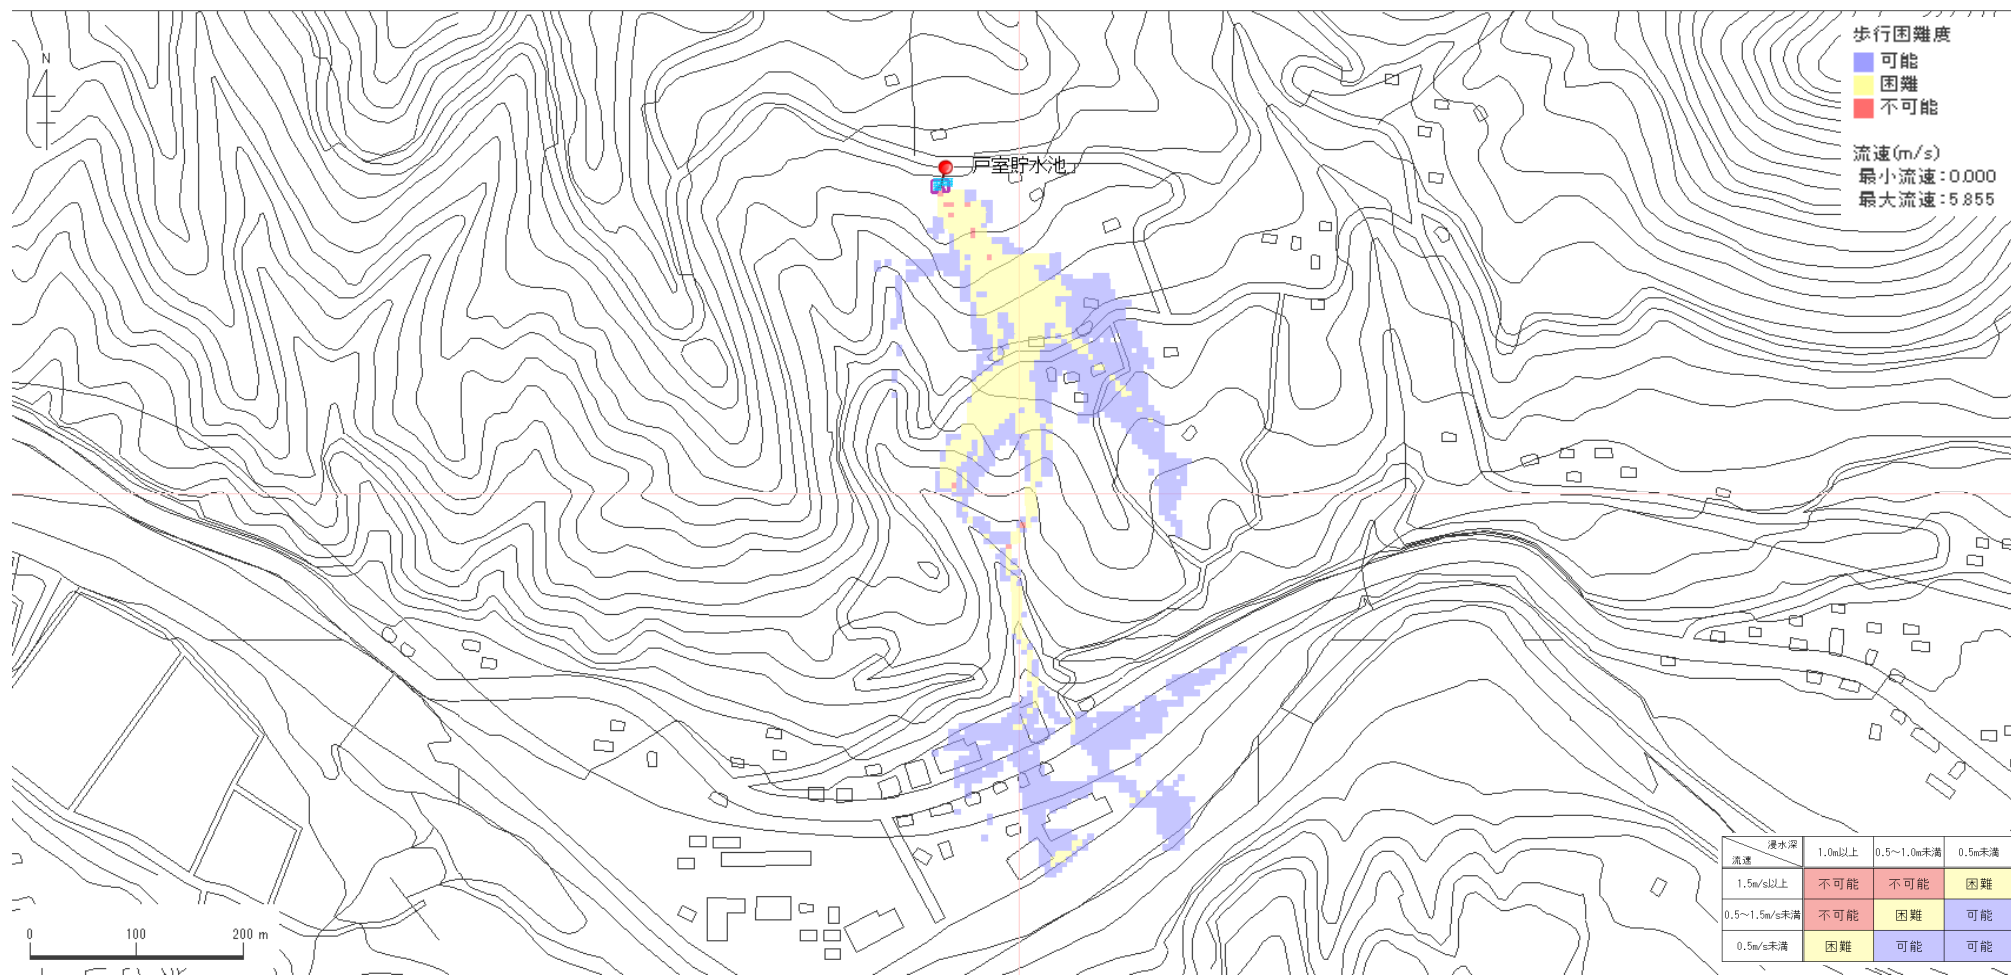 N
戸室貯水池
歩行困難度
可能
困難
不可能
流速(m/s)
最小流速:0.000
最大流速:5.855
0 100 200 m
浸水深
流速
1.0m以上 0.5～1.0m未満 0.5m未満
1.5m/s以上 不可能 不可能 困難
0.5～1.5m/s未満 不可能 困難 可能
0.5m/s未満 困難 可能 可能